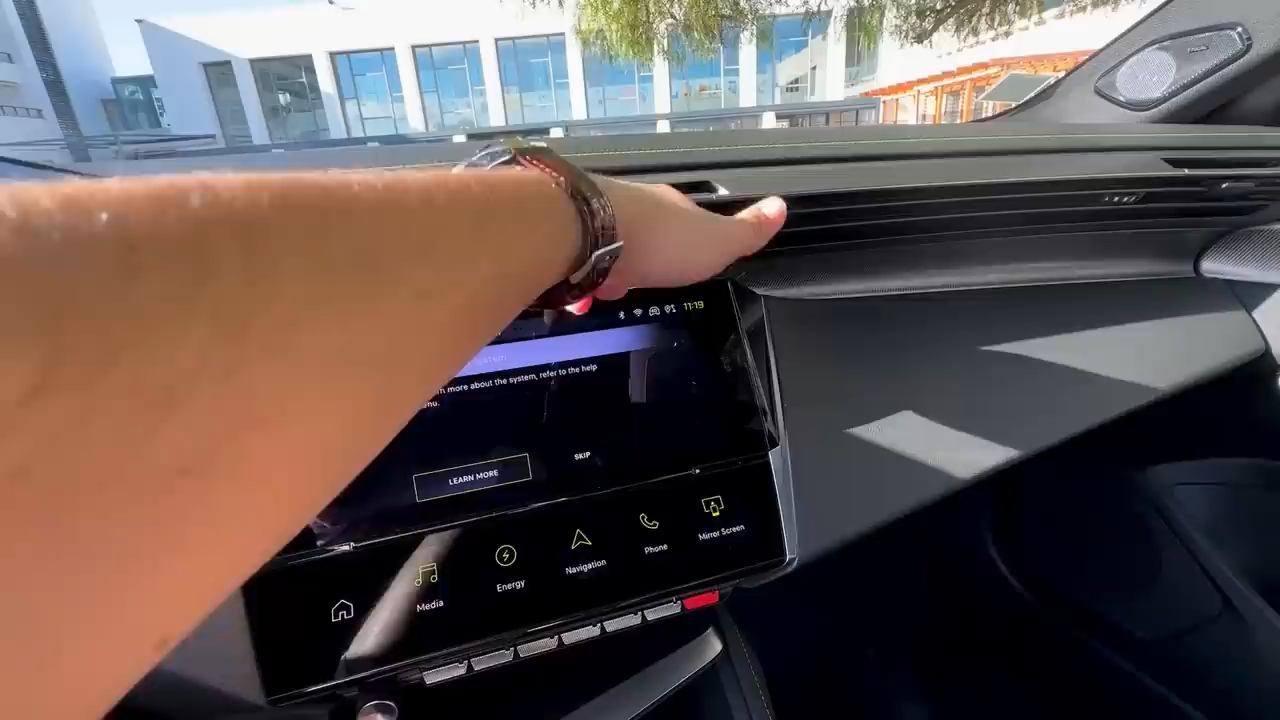 11:19
rn more about the system, refer to the help
nu.
LEARN MORE
SKIP
Media
Energy
Navigation
Phone
Mirror Screen